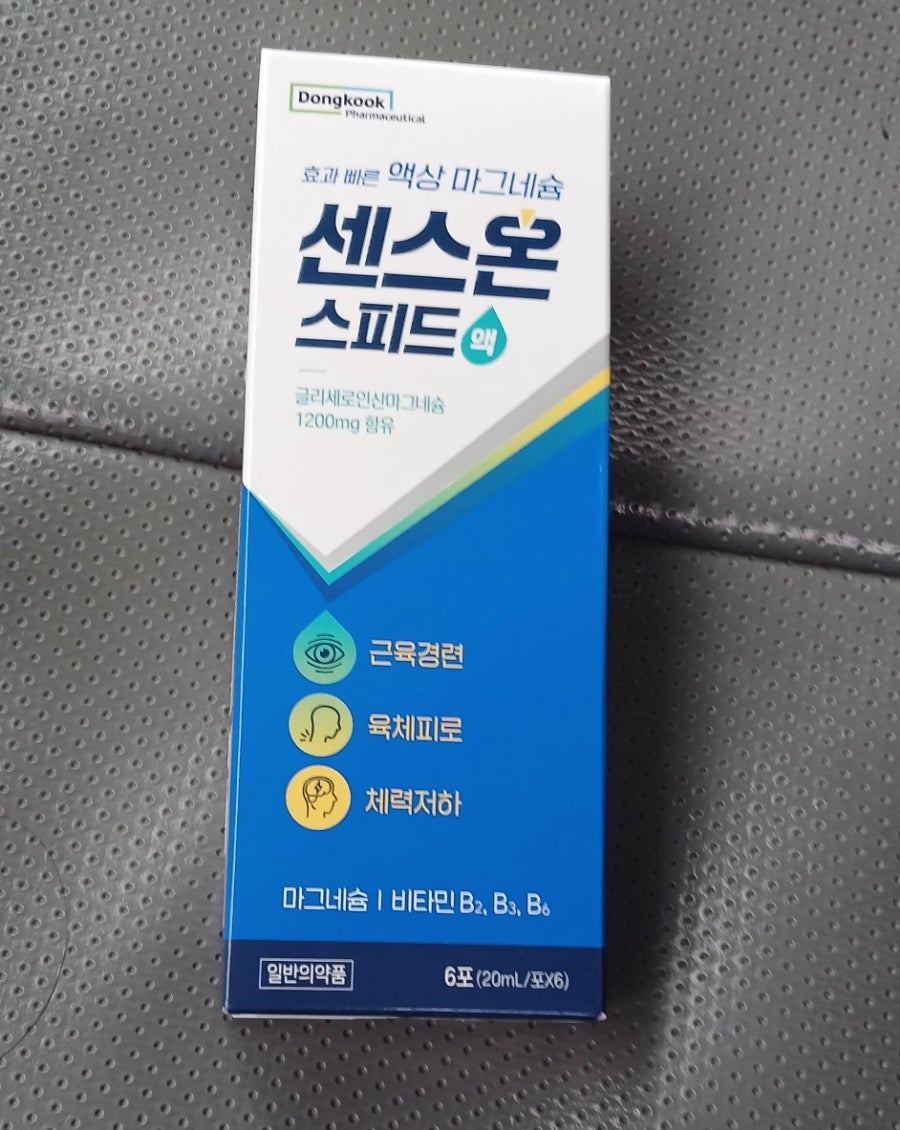 Dongkook
Pharmaceutical
효과 빠른 액상 마그네슘
센스온
스피드 액
글리세로인산마그네슘
1200mg 함유
근육경련
육체피로
체력저하
마그네슘 | 비타민 B₂, B₃, B₆
일반의약품 6포 (20mL/포X6)